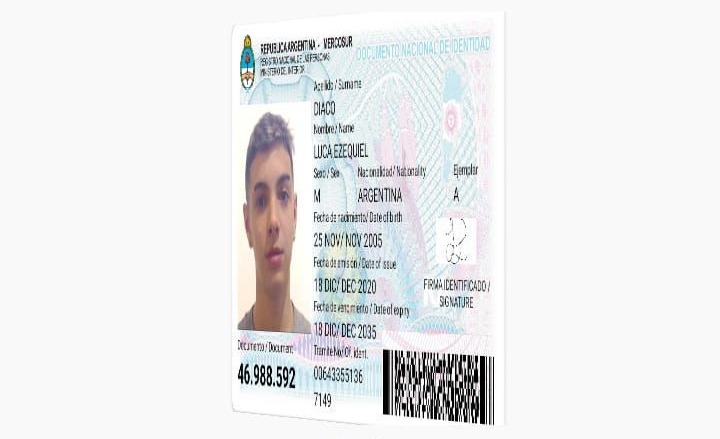 REPUBLICA ARGENTINA - MERCOSUR
REGISTRO NACIONAL DE LAS PERSONAS
MINISTERIO DEL INTERIOR
DOCUMENTO NACIONAL DE IDENTIDAD
Apellido / Surname
DIACO
Nombre / Name
LUCA EZEQUIEL
Sexo / Sex Nacionalidad / Nationality Ejemplar
M ARGENTINA A
Fecha de nacimiento/ Date of birth
25 NOV/ NOV 2005
Fecha de emisión / Date of issue
18 DIC/ DEC 2020
FIRMA IDENTIFICADO /
SIGNATURE
Fecha de vencimiento / Date of expiry
18 DIC/ DEC 2035
Documento / Document
46.988.592
Tramite No/ Of. ident.
00643355136
7149